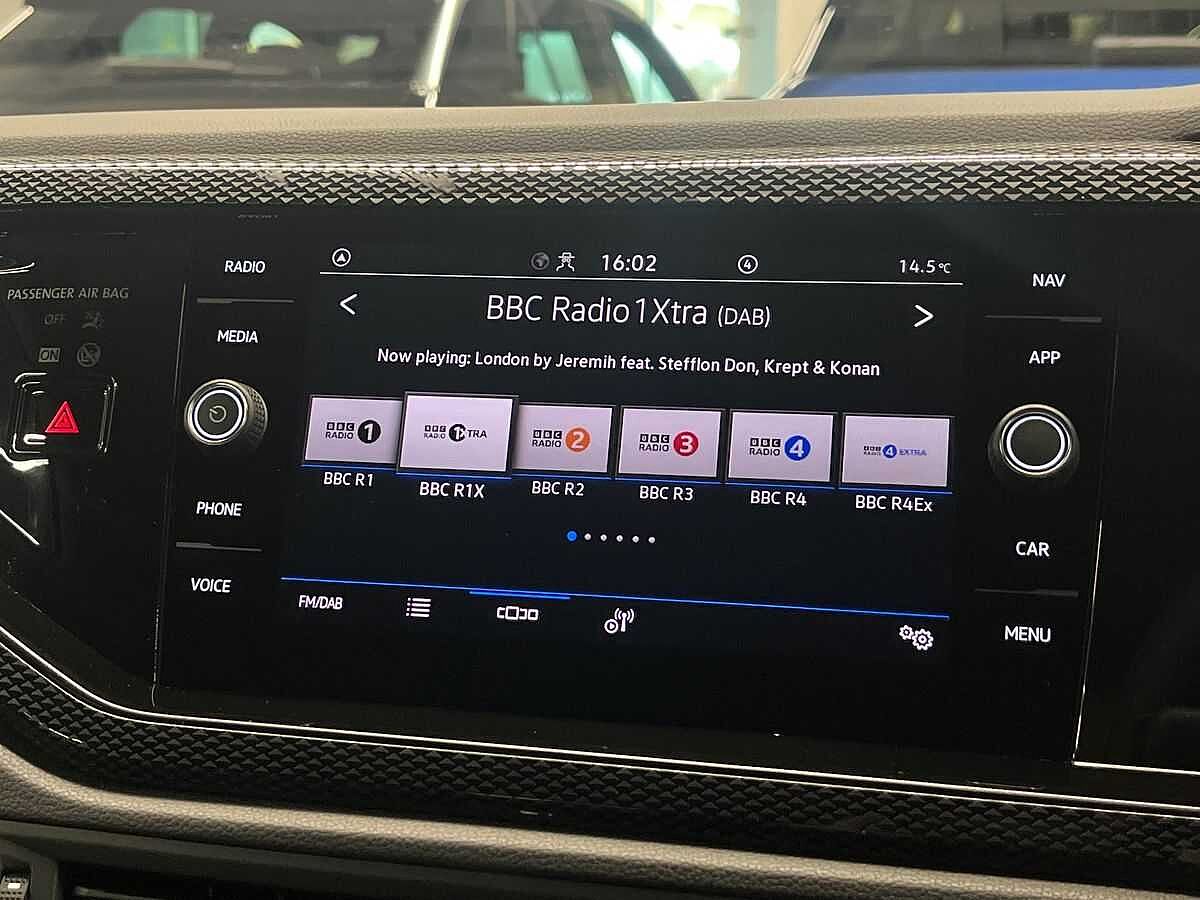 PASSENGER AIR BAG
OFF
ON
RADIO
MEDIA
PHONE
VOICE
16:02
4
14.5°C
< BBC Radio1Xtra (DAB) >
Now playing: London by Jeremih feat. Stefflon Don, Krept & Konan
BBC RADIO 1
BBC RADIO 1XTRA
BBC RADIO 2
BBC RADIO 3
BBC RADIO 4
BBC RADIO 4 EXTRA
BBC R1
BBC R1X
BBC R2
BBC R3
BBC R4
BBC R4Ex
FM/DAB
NAV
APP
CAR
MENU